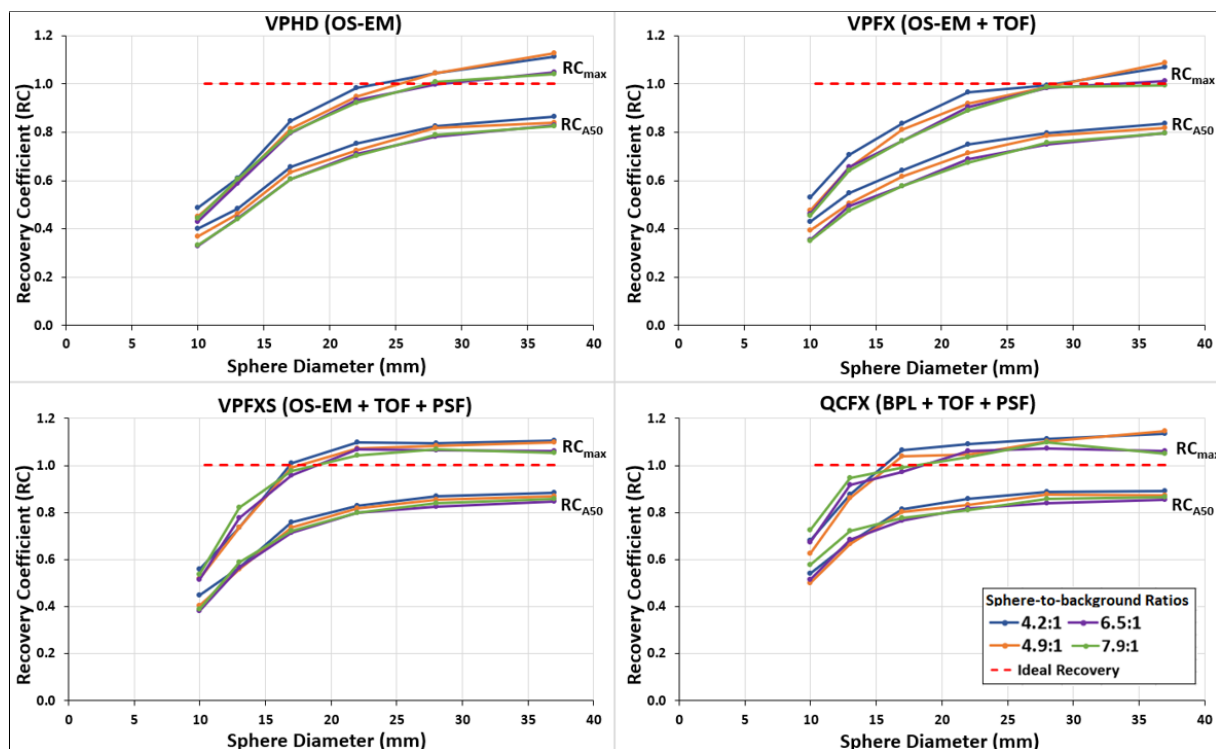 VPHD (OS-EM)
1.2
1.0
0.8
0.6
0.4
0.2
0.0
Recovery Coefficient (RC)
RCmax
RCA50
0 5 10 15 20 25 30 35 40
Sphere Diameter (mm)
VPFX (OS-EM + TOF)
1.2
1.0
0.8
0.6
0.4
0.2
0.0
Recovery Coefficient (RC)
RCmax
RCA50
0 5 10 15 20 25 30 35 40
Sphere Diameter (mm)
VPFXS (OS-EM + TOF + PSF)
1.2
1.0
0.8
0.6
0.4
0.2
0.0
Recovery Coefficient (RC)
RCmax
RCA50
0 5 10 15 20 25 30 35 40
Sphere Diameter (mm)
QCFX (BPL + TOF + PSF)
1.2
1.0
0.8
0.6
0.4
0.2
0.0
Recovery Coefficient (RC)
RCmax
RCA50
Sphere-to-background Ratios
4.2:1 6.5:1
4.9:1 7.9:1
Ideal Recovery
0 5 10 15 20 25 30 35 40
Sphere Diameter (mm)